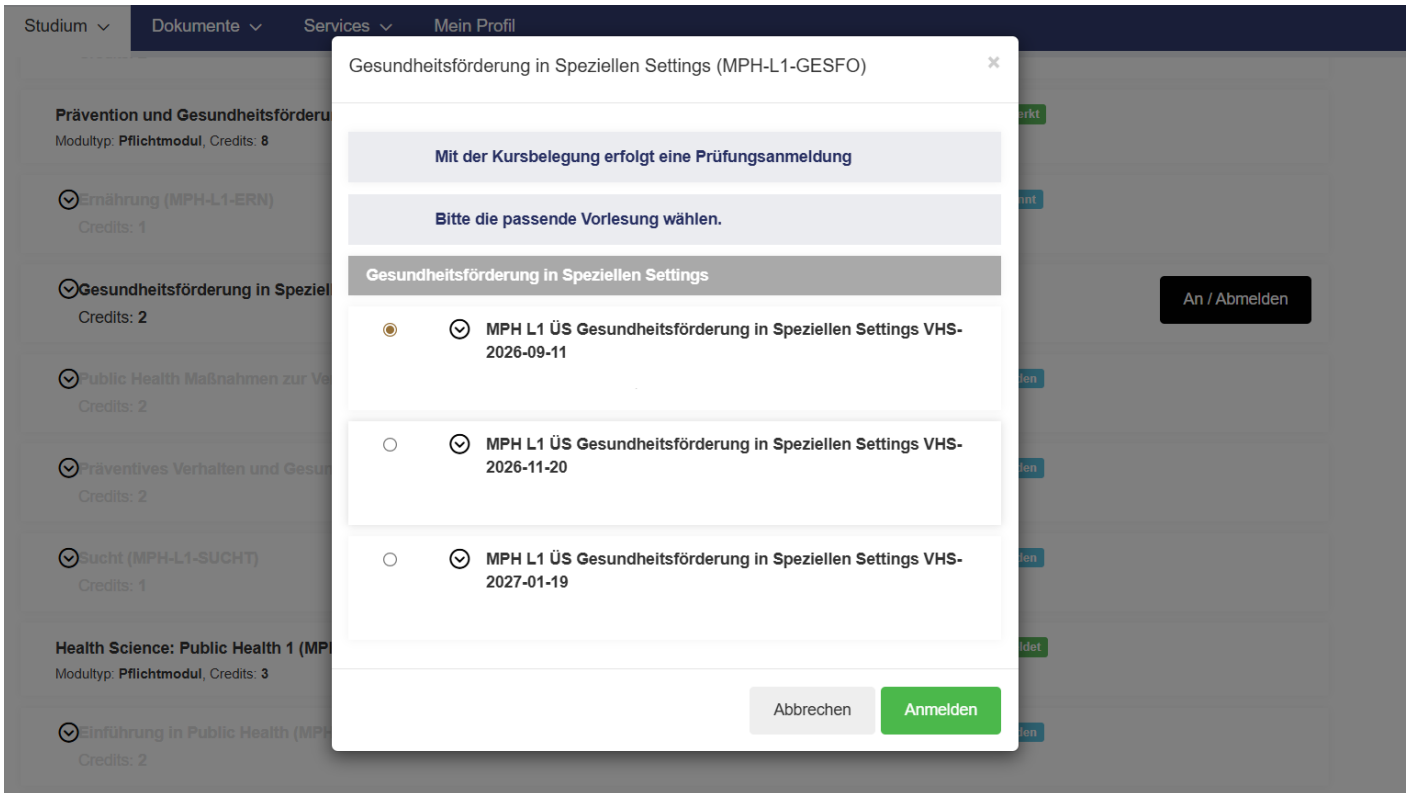 Studium
Dokumente
Services
Mein Profil
Gesundheitsförderung in Speziellen Settings (MPH-L1-GESFO)
×
Prävention und Gesundheitsförderu
Modultyp: Pflichtmodul, Credits: 8
Mit der Kursbelegung erfolgt eine Prüfungsanmeldung
Ernährung (MPH-L1-ERN)
Credits: 1
Bitte die passende Vorlesung wählen.
Gesundheitsförderung in Speziellen Settings
Gesundheitsförderung in Speziel
Credits: 2
An / Abmelden
MPH L1 ÜS Gesundheitsförderung in Speziellen Settings VHS-
2026-09-11
Public Health Maßnahmen zur Ve
Credits: 2
den
MPH L1 ÜS Gesundheitsförderung in Speziellen Settings VHS-
2026-11-20
Präventives Verhalten und Gesun
Credits: 2
den
MPH L1 ÜS Gesundheitsförderung in Speziellen Settings VHS-
2027-01-19
Sucht (MPH-L1-SUCHT)
Credits: 1
den
Health Science: Public Health 1 (MPH
Modultyp: Pflichtmodul, Credits: 3
ldet
Abbrechen
Anmelden
Einführung in Public Health (MPH
Credits: 2
den